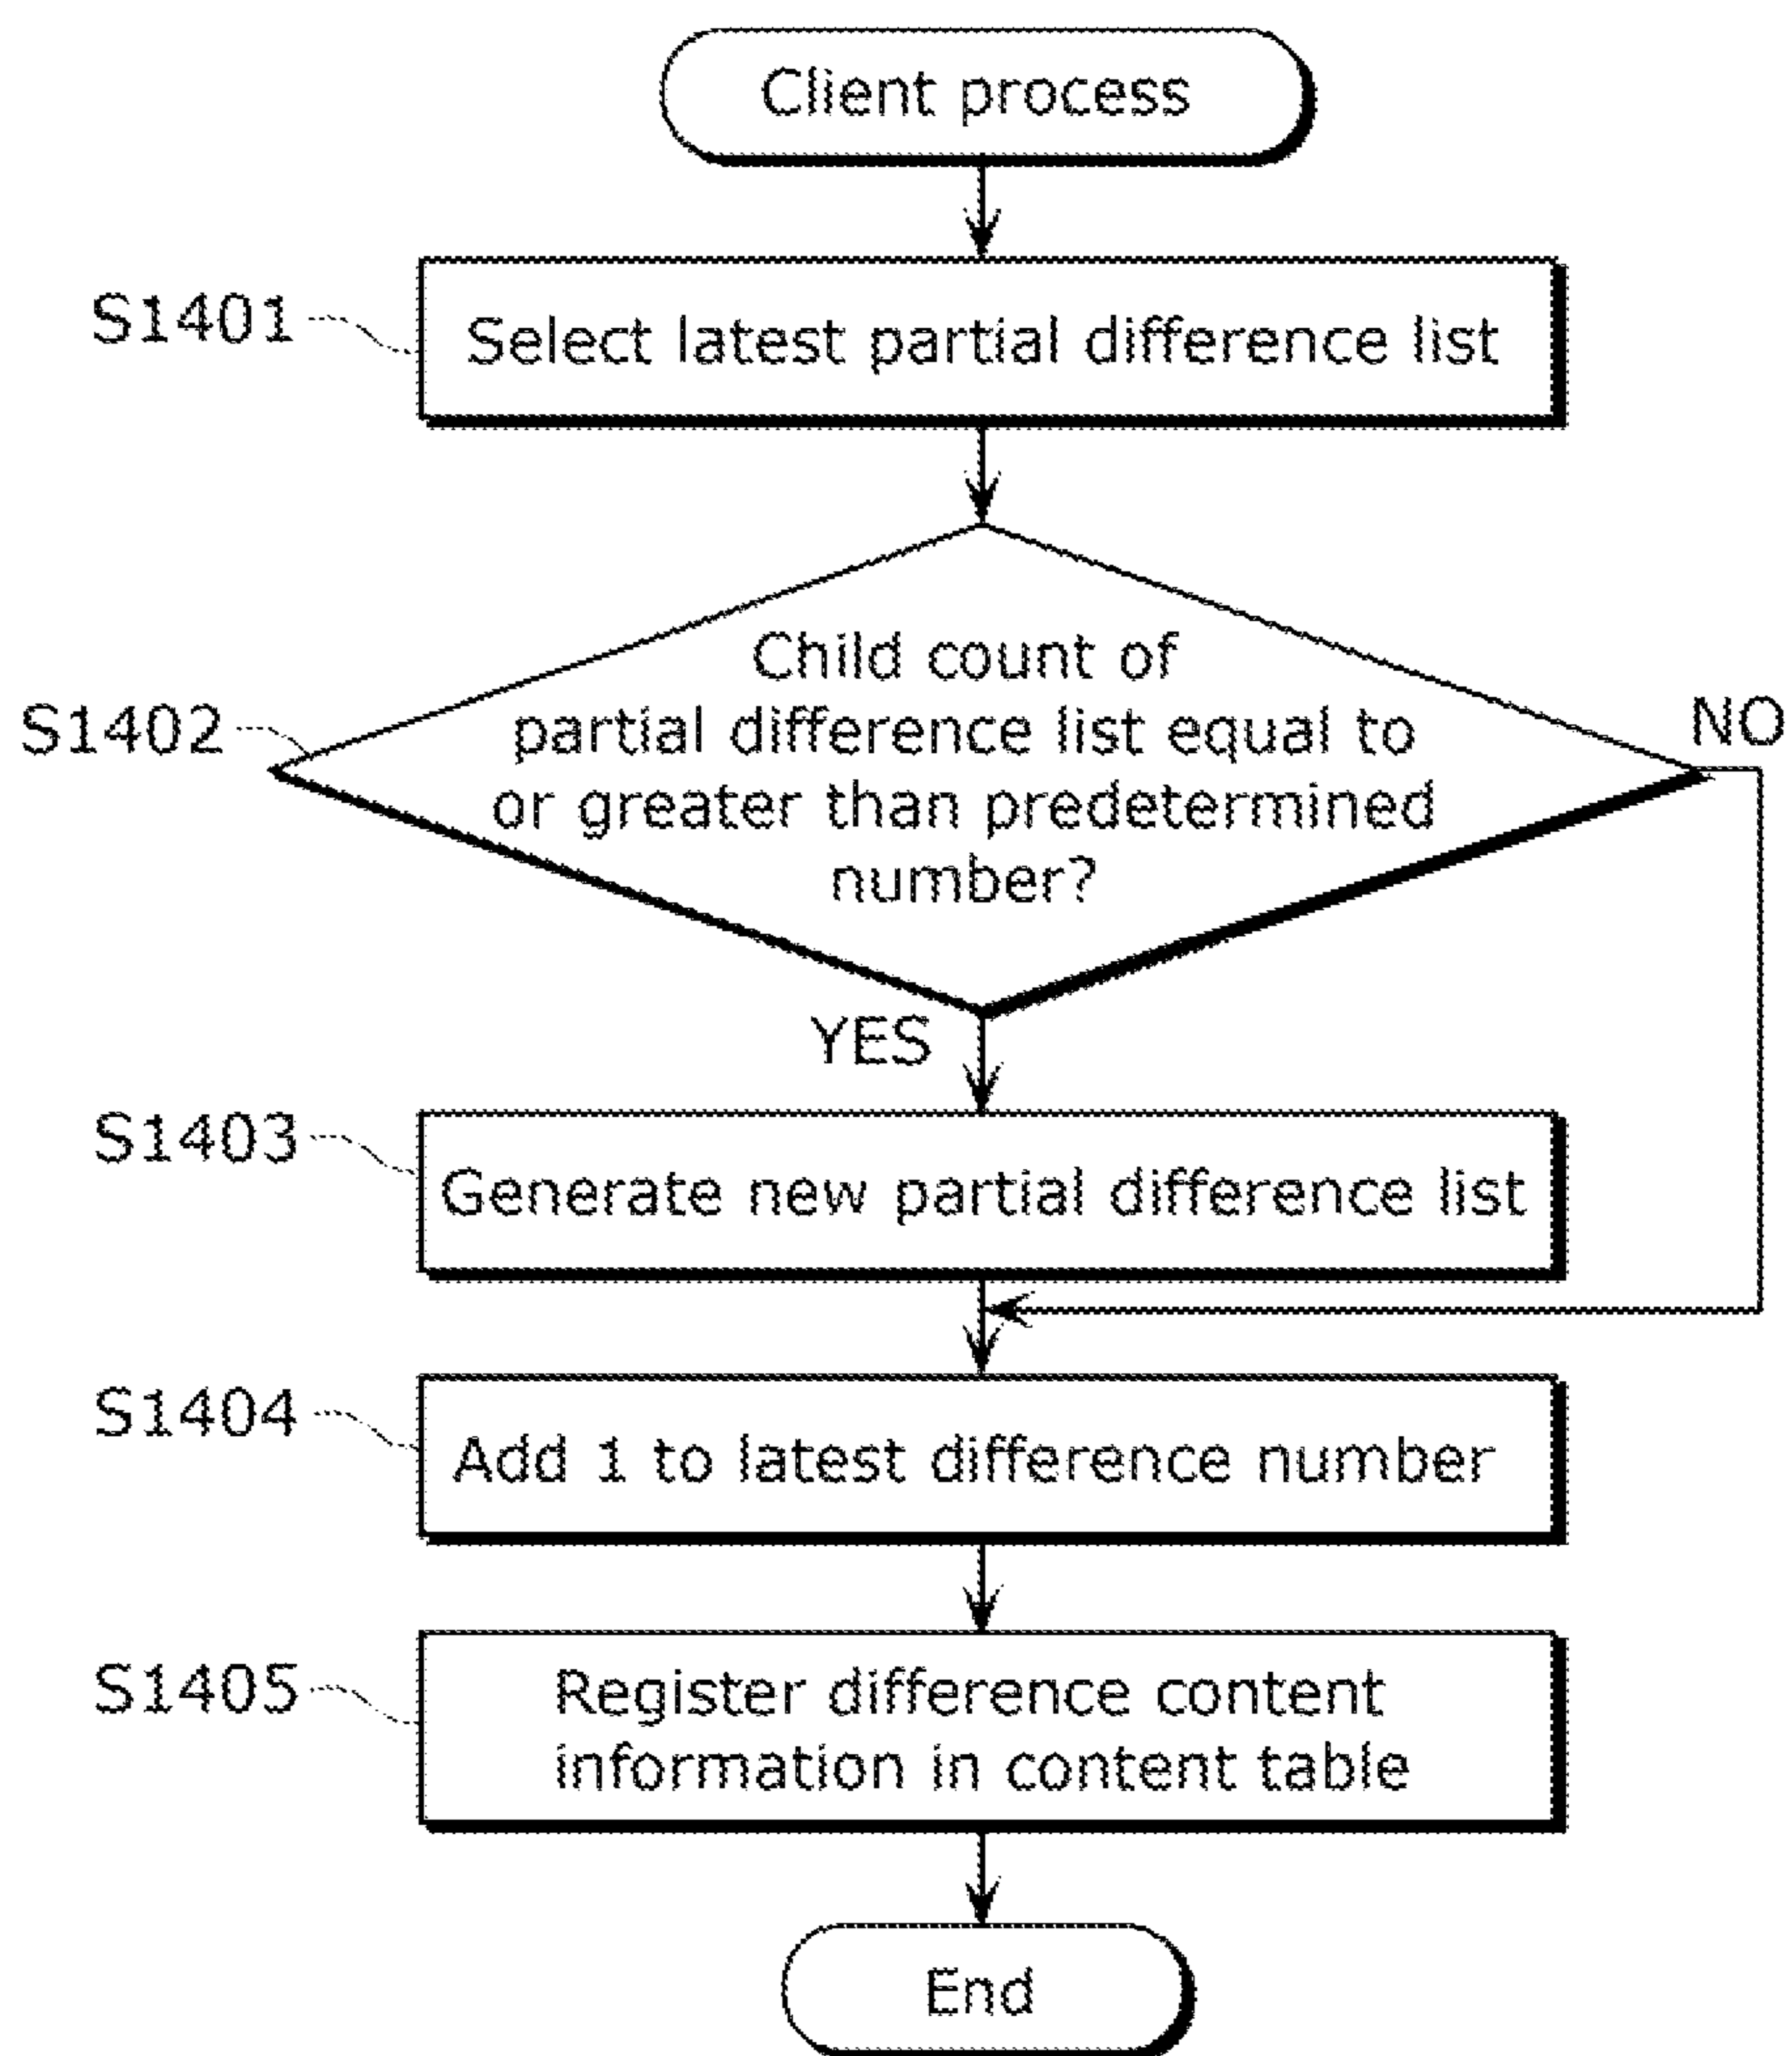 Client process
S1401
Select latest partial difference list
S1402
Child count of
partial difference list equal to
or greater than predetermined
number?
NO
YES
S1403
Generate new partial difference list
S1404
Add 1 to latest difference number
S1405
Register difference content
information in content table
End